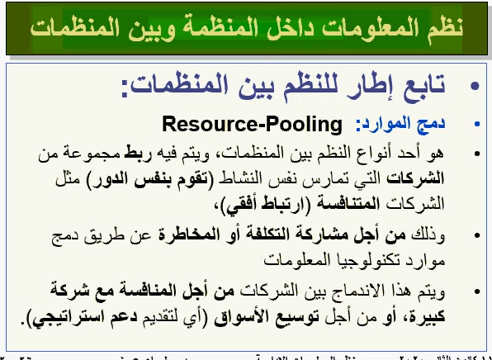 نظم المعلومات داخل المنظمة وبين المنظمات
• تابع إطار للنظم بين المنظمات:
• دمج الموارد: Resource-Pooling
• هو أحد أنواع النظم بين المنظمات، ويتم فيه ربط مجموعة من
الشركات التي تمارس نفس النشاط (تقوم بنفس الدور) مثل
الشركات المتنافسة (ارتباط أفقي)،
• وذلك من أجل مشاركة التكلفة أو المخاطرة عن طريق دمج
موارد تكنولوجيا المعلومات
• ويتم هذا الاندماج بين الشركات من أجل المنافسة مع شركة
كبيرة، أو من أجل توسيع الأسواق (أي لتقديم دعم استراتيجي).